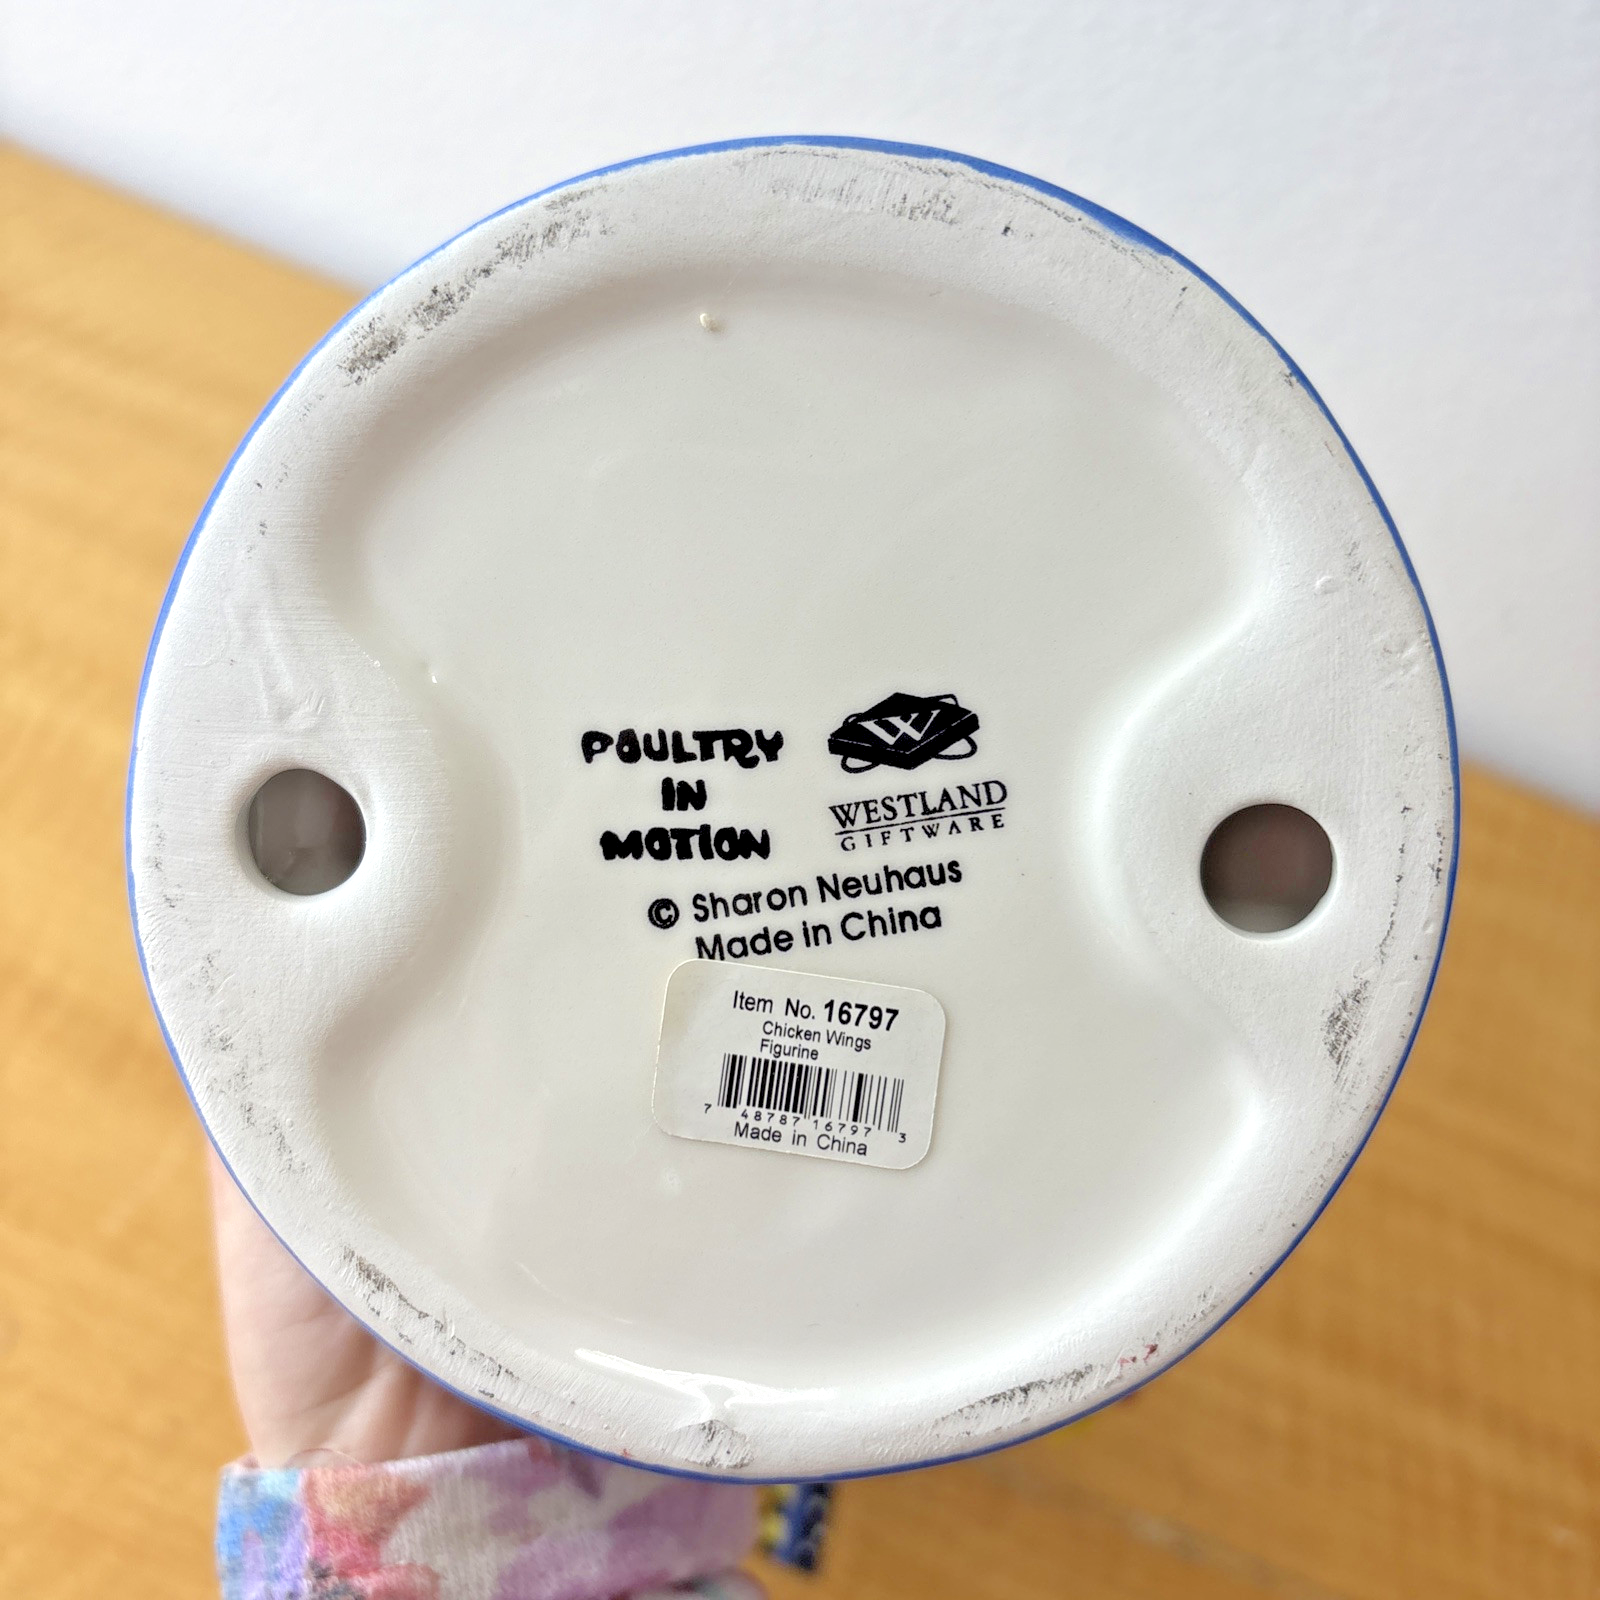 POULTRY
IN
MOTION
W
WESTLAND
GIFTWARE
© Sharon Neuhaus
Made in China
Item No. 16797
Chicken Wings
Figurine
7 48787 16797 3
Made in China